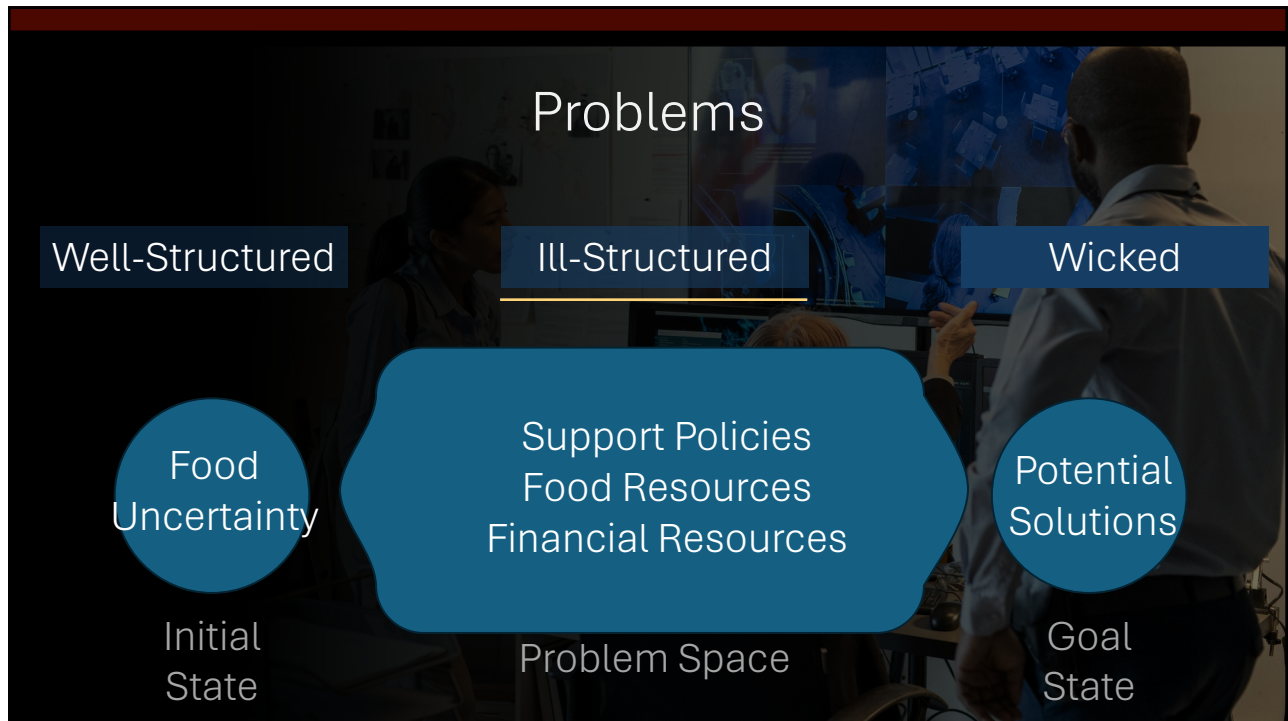 Problems
Well-Structured
Ill-Structured
Wicked
Food
Uncertainty
Support Policies
Food Resources
Financial Resources
Potential
Solutions
Initial
State
Problem Space
Goal
State